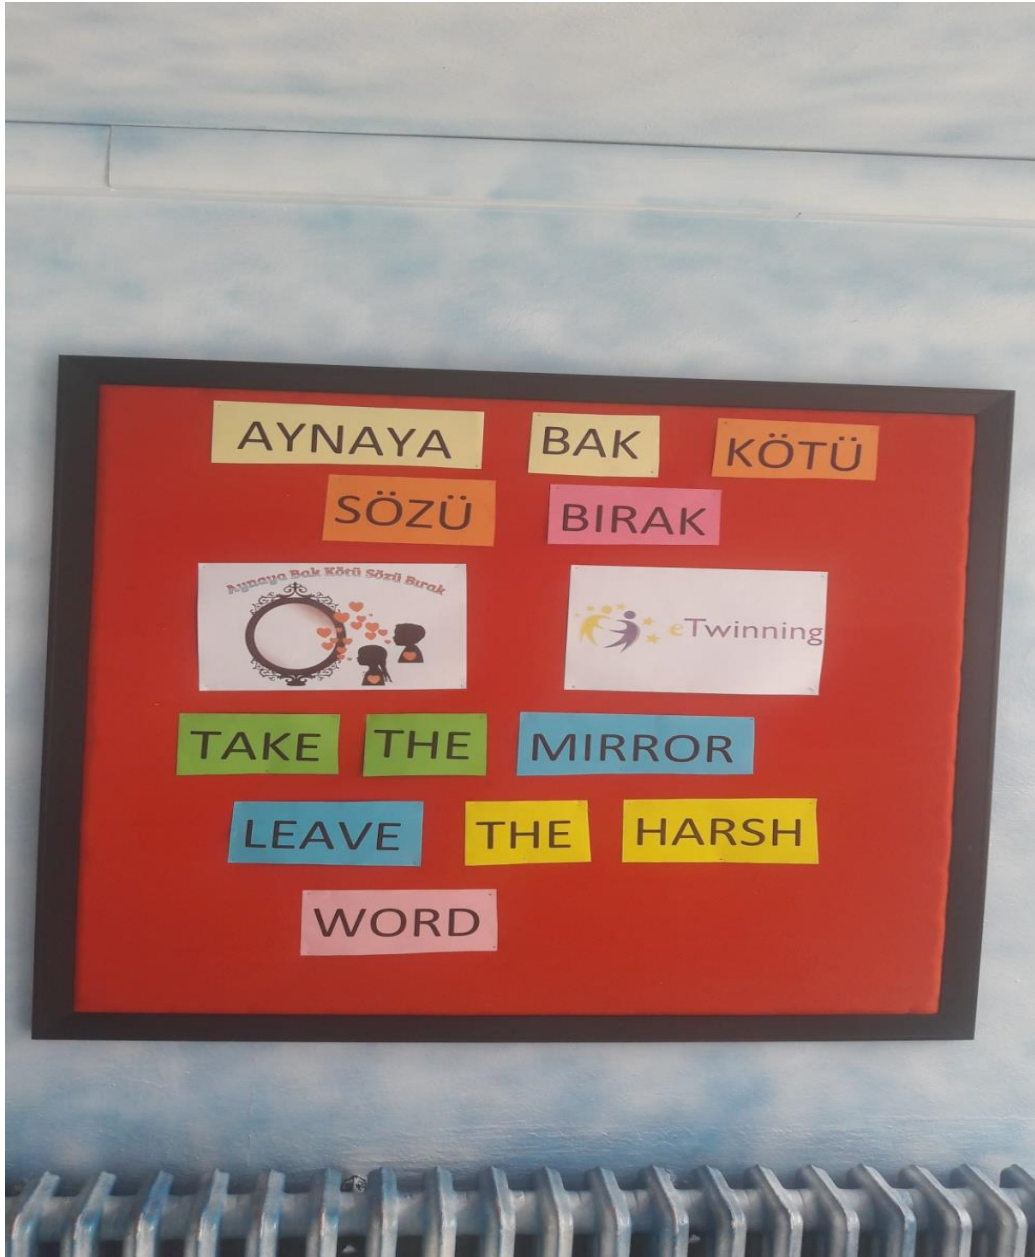 AYNAYA BAK KÖTÜ
SÖZÜ BIRAK
Aynaya Bak Kötü Sözü Bırak
eTwinning
TAKE THE MIRROR
LEAVE THE HARSH
WORD